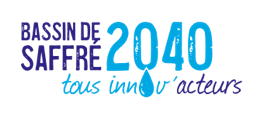 BASSIN DE
SAFFRÉ 2040
tous innov'acteurs